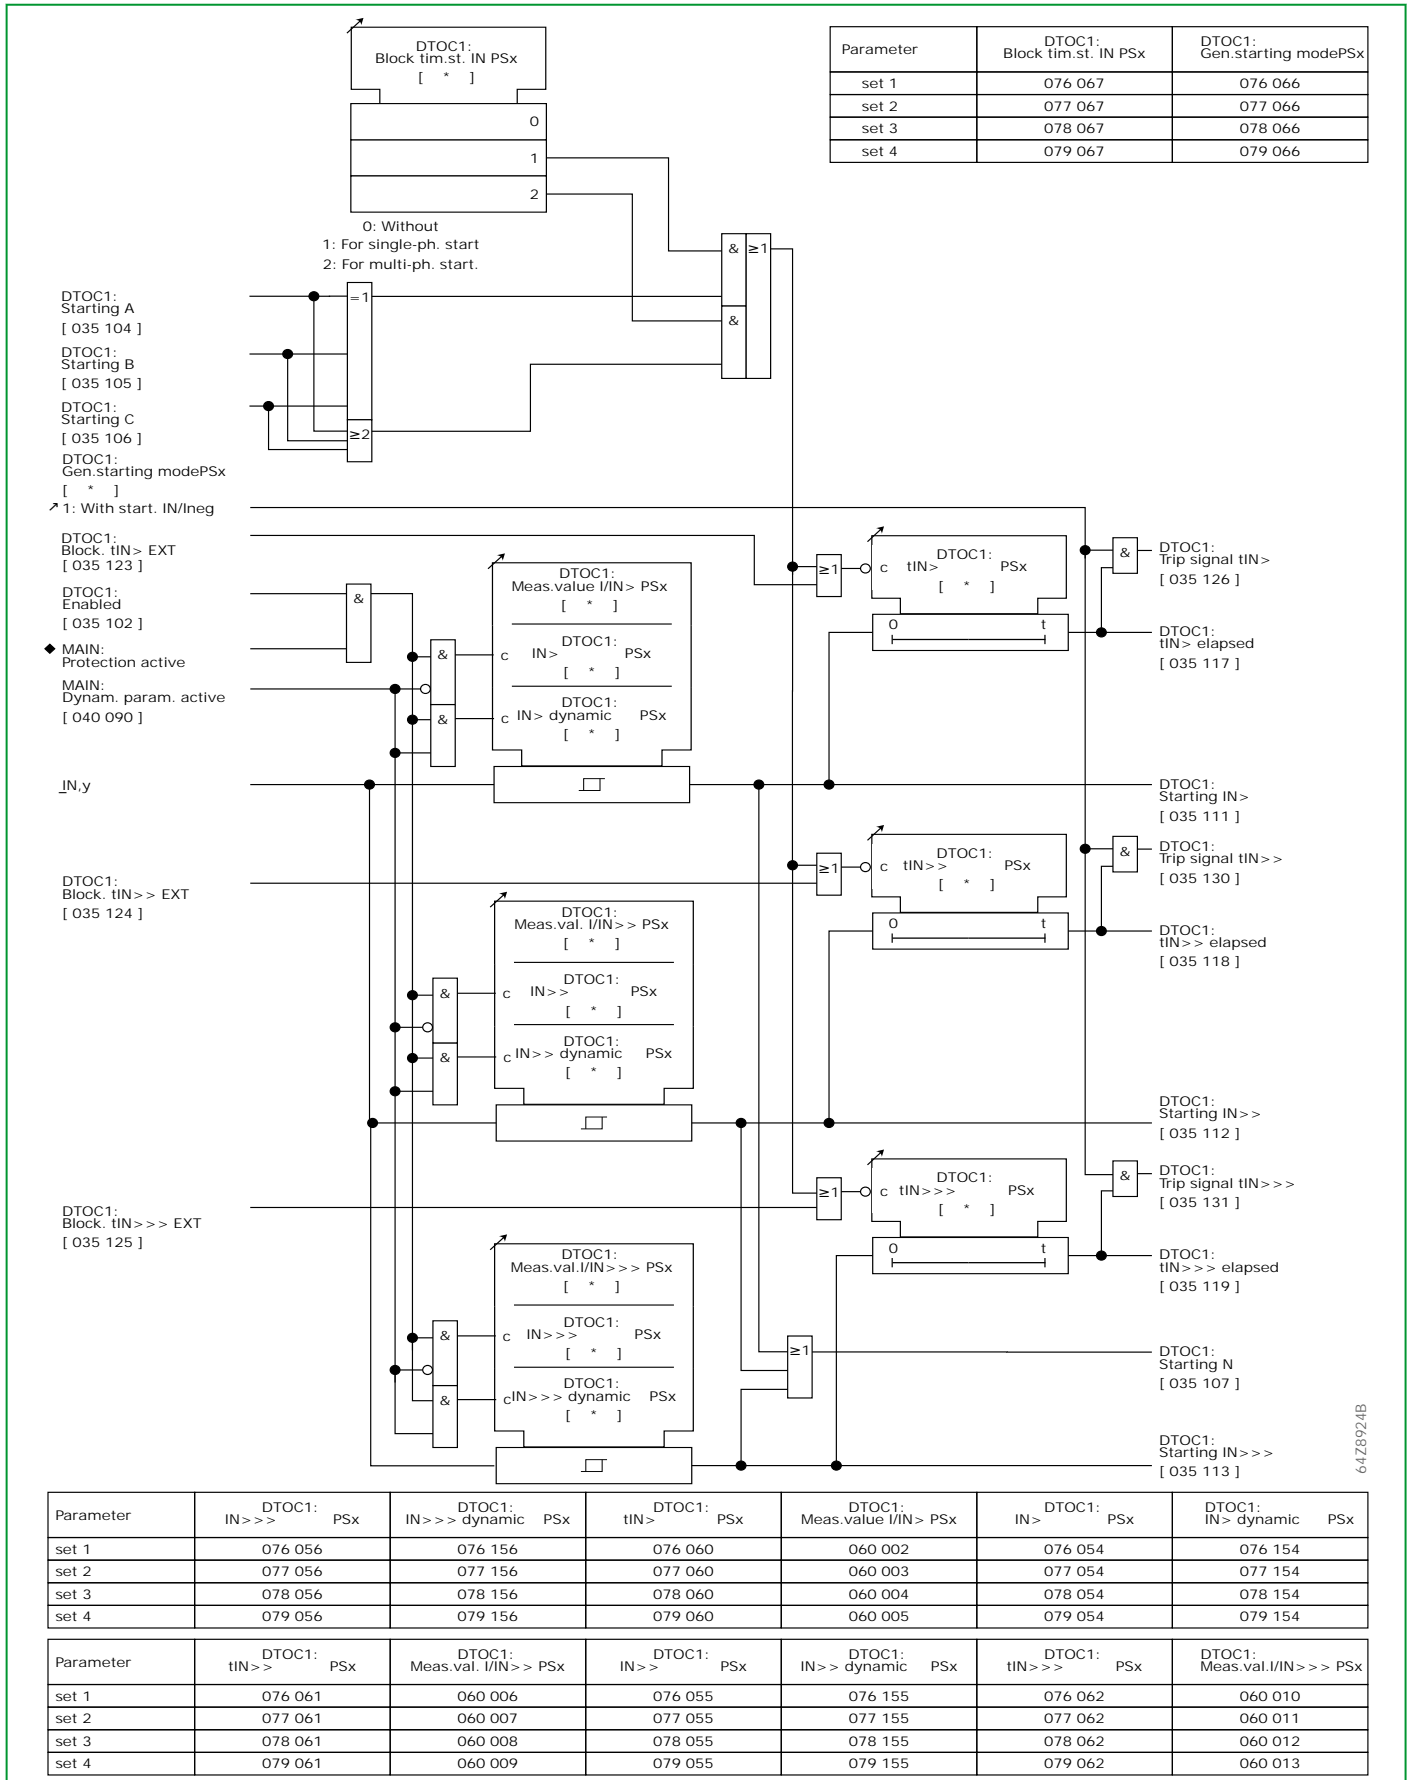 DTOC1:
Block tim.st. IN PSx
[ * ]
0
1
2
0: Without
1: For single-ph. start
2: For multi-ph. start.
Parameter DTOC1: Block tim.st. IN PSx DTOC1: Gen.starting modePSx
set 1 076 067 076 066
set 2 077 067 077 066
set 3 078 067 078 066
set 4 079 067 079 066
& ≥1
&
DTOC1:
Starting A
[ 035 104 ]
=1
DTOC1:
Starting B
[ 035 105 ]
DTOC1:
Starting C
[ 035 106 ]
≥2
DTOC1:
Gen.starting modePSx
[ * ]
1: With start. IN/Ineg
DTOC1:
Block. tIN> EXT
[ 035 123 ]
DTOC1:
Enabled
[ 035 102 ]
&
MAIN:
Protection active
MAIN:
Dynam. param. active
[ 040 090 ]
&
&
DTOC1:
Meas.value I/IN> PSx
[ * ]
DTOC1:
c IN> PSx
[ * ]
DTOC1:
c IN> dynamic PSx
[ * ]
≥1
DTOC1:
c tIN> PSx
[ * ]
0 t
&
DTOC1:
Trip signal tIN>
[ 035 126 ]
DTOC1:
tIN> elapsed
[ 035 117 ]
IN,y
DTOC1:
Starting IN>
[ 035 111 ]
DTOC1:
Block. tIN>> EXT
[ 035 124 ]
≥1
DTOC1:
c tIN>> PSx
[ * ]
0 t
&
DTOC1:
Trip signal tIN>>
[ 035 130 ]
DTOC1:
tIN>> elapsed
[ 035 118 ]
DTOC1:
Meas.val. I/IN>> PSx
[ * ]
&
DTOC1:
c IN>> PSx
[ * ]
&
DTOC1:
c IN>> dynamic PSx
[ * ]
DTOC1:
Starting IN>>
[ 035 112 ]
DTOC1:
Block. tIN>>> EXT
[ 035 125 ]
≥1
DTOC1:
c tIN>>> PSx
[ * ]
0 t
&
DTOC1:
Trip signal tIN>>>
[ 035 131 ]
DTOC1:
tIN>>> elapsed
[ 035 119 ]
DTOC1:
Meas.val.I/IN>>> PSx
[ * ]
&
DTOC1:
c IN>>> PSx
[ * ]
&
DTOC1:
c IN>>> dynamic PSx
[ * ]
≥1
DTOC1:
Starting N
[ 035 107 ]
DTOC1:
Starting IN>>>
[ 035 113 ]
64Z8924B
Parameter DTOC1: IN>>> PSx DTOC1: IN>>> dynamic PSx DTOC1: tIN> PSx DTOC1: Meas.value I/IN> PSx DTOC1: IN> PSx DTOC1: IN> dynamic PSx
set 1 076 056 076 156 076 060 060 002 076 054 076 154
set 2 077 056 077 156 077 060 060 003 077 054 077 154
set 3 078 056 078 156 078 060 060 004 078 054 078 154
set 4 079 056 079 156 079 060 060 005 079 054 079 154
Parameter DTOC1: tIN>> PSx DTOC1: Meas.val. I/IN>> PSx DTOC1: IN>> PSx DTOC1: IN>> dynamic PSx DTOC1: tIN>>> PSx DTOC1: Meas.val.I/IN>>> PSx
set 1 076 061 060 006 076 055 076 155 076 062 060 010
set 2 077 061 060 007 077 055 077 155 077 062 060 011
set 3 078 061 060 008 078 055 078 155 078 062 060 012
set 4 079 061 060 009 079 055 079 155 079 062 060 013